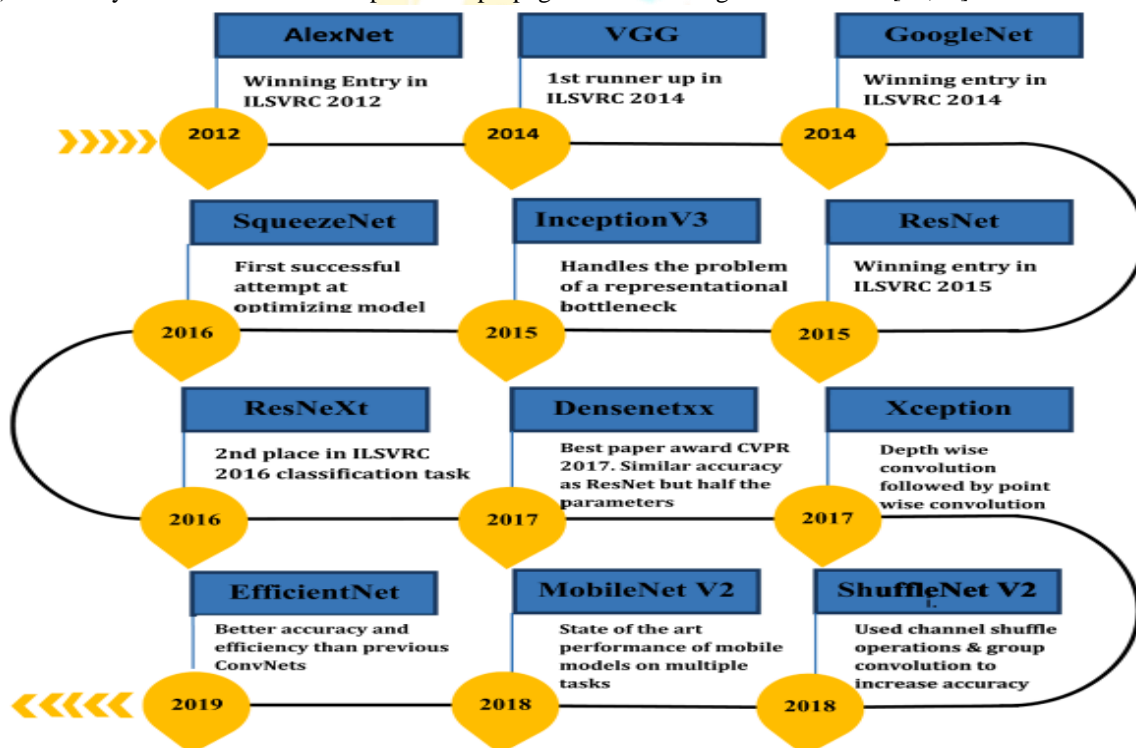 AlexNet
Winning Entry in
ILSVRC 2012
2012
VGG
1st runner up in
ILSVRC 2014
2014
GoogleNet
Winning entry in
ILSVRC 2014
2014
SqueezeNet
First successful
attempt at
optimizing model
2016
InceptionV3
Handles the problem
of a representational
bottleneck
2015
ResNet
Winning entry in
ILSVRC 2015
2015
ResNeXt
2nd place in ILSVRC
2016 classification task
2016
Densenetxx
Best paper award CVPR
2017. Similar accuracy
as ResNet but half the
parameters
2017
Xception
Depth wise
convolution
followed by point
wise convolution
2017
EfficientNet
Better accuracy and
efficiency than previous
ConvNets
2019
MobileNet V2
State of the art
performance of mobile
models on multiple
tasks
2018
ShuffleNet V2
Used channel shuffle
operations & group
convolution to
increase accuracy
2018